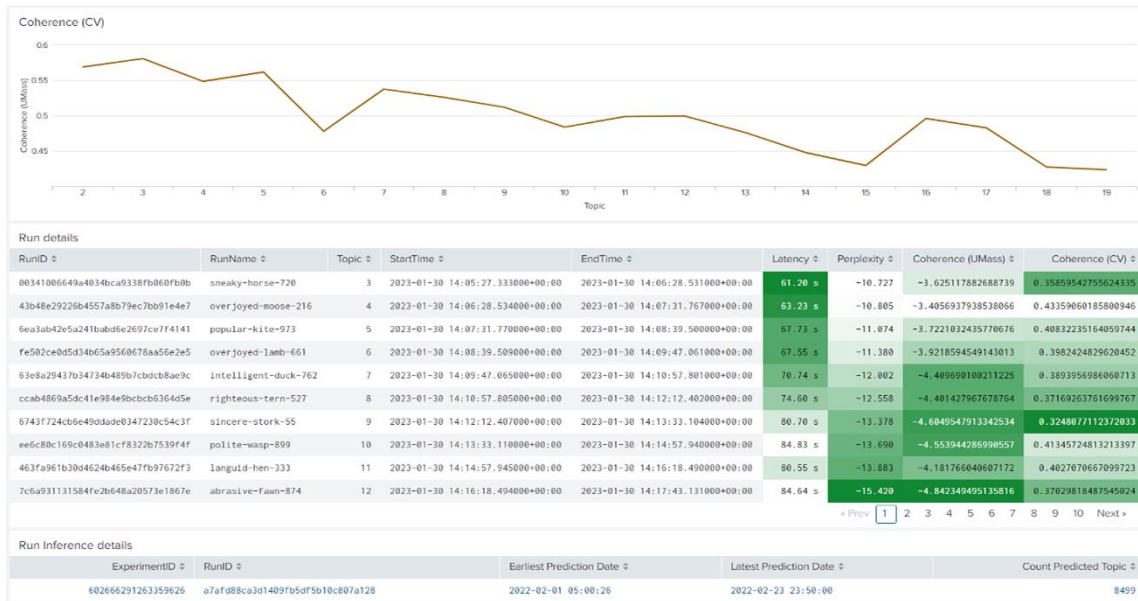 Coherence (CV)
0.6
0.55
0.5
0.45
Coherence (UMass)
2 3 4 5 6 7 8 9 10 11 12 13 14 15 16 17 18 19
Topic
Run details
RunID RunName Topic StartTime EndTime Latency Perplexity Coherence (UMass) Coherence (CV)
00341006649a4034bca9338fb060fb0b sneaky-horse-720 3 2023-01-30 14:05:27.333000+00:00 2023-01-30 14:06:28.531000+00:00 61.20 s -10.727 -3.625117882688739 0.35859542755624335
43b48e29226b4557a8b79ec7bb91e4e7 overjoyed-moose-216 4 2023-01-30 14:06:28.534000+00:00 2023-01-30 14:07:31.767000+00:00 63.23 s -10.805 -3.4056937938538066 0.43359060185800946
6ea3ab42e5a241babd6e2697ce7f4141 popular-kite-973 5 2023-01-30 14:07:31.770000+00:00 2023-01-30 14:08:39.500000+00:00 67.73 s -11.074 -3.7221032435770676 0.40832235164059744
fe502ce0d5d34b65a9560678aa56e2e5 overjoyed-lamb-661 6 2023-01-30 14:08:39.509000+00:00 2023-01-30 14:09:47.061000+00:00 67.55 s -11.380 -3.9218594549143013 0.3982424829620452
63e8a29437b34734b489b7cbdcb8ae9c intelligent-duck-762 7 2023-01-30 14:09:47.065000+00:00 2023-01-30 14:10:57.801000+00:00 70.74 s -12.002 -4.409690100211225 0.3893956986060713
ccab4869a5dc41e984e9bcbcb6364d5e righteous-tern-527 8 2023-01-30 14:10:57.805000+00:00 2023-01-30 14:12:12.402000+00:00 74.60 s -12.558 -4.401427967678764 0.37169263761699767
6743f724cb6e49ddade0347230c54c3f sincere-stork-55 9 2023-01-30 14:12:12.407000+00:00 2023-01-30 14:13:33.104000+00:00 80.70 s -13.378 -4.6049547913342534 0.3248077112372033
ee6c80c169c0483e81cf8322b7539f4f polite-wasp-899 10 2023-01-30 14:13:33.110000+00:00 2023-01-30 14:14:57.940000+00:00 84.83 s -13.690 -4.553944286990557 0.41345724813213397
463fa961b30d4624b465e47fb97672f3 languid-hen-333 11 2023-01-30 14:14:57.945000+00:00 2023-01-30 14:16:18.490000+00:00 80.55 s -13.883 -4.181766040607172 0.4027070667099723
7c6a931131584fe2b648a20573e1867e abrasive-fawn-874 12 2023-01-30 14:16:18.494000+00:00 2023-01-30 14:17:43.131000+00:00 84.64 s -15.420 -4.842349495135816 0.37029818487545024
« Prev 1 2 3 4 5 6 7 8 9 10 Next »
Run Inference details
ExperimentID RunID Earliest Prediction Date Latest Prediction Date Count Predicted Topic
602666291263359626 a7afd88ca3d1409fb5df5b10c807a128 2022-02-01 05:00:26 2022-02-23 23:50:00 8499